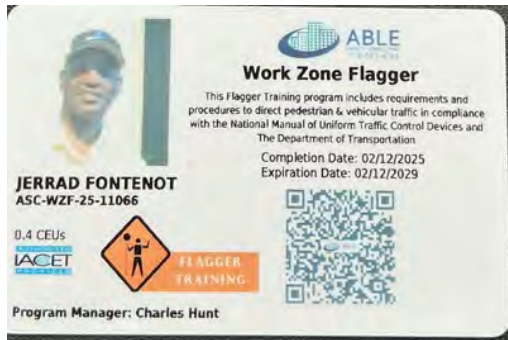 ABLE
Work Zone Flagger
This Flagger Training program includes requirements and
procedures to direct pedestrian & vehicular traffic in compliance
with the National Manual of Uniform Traffic Control Devices and
The Department of Transportation
Completion Date: 02/12/2025
Expiration Date: 02/12/2029
JERRAD FONTENOT
ASC-WZF-25-11066
0.4 CEUs
IACET
FLAGGER
TRAINING
Program Manager: Charles Hunt